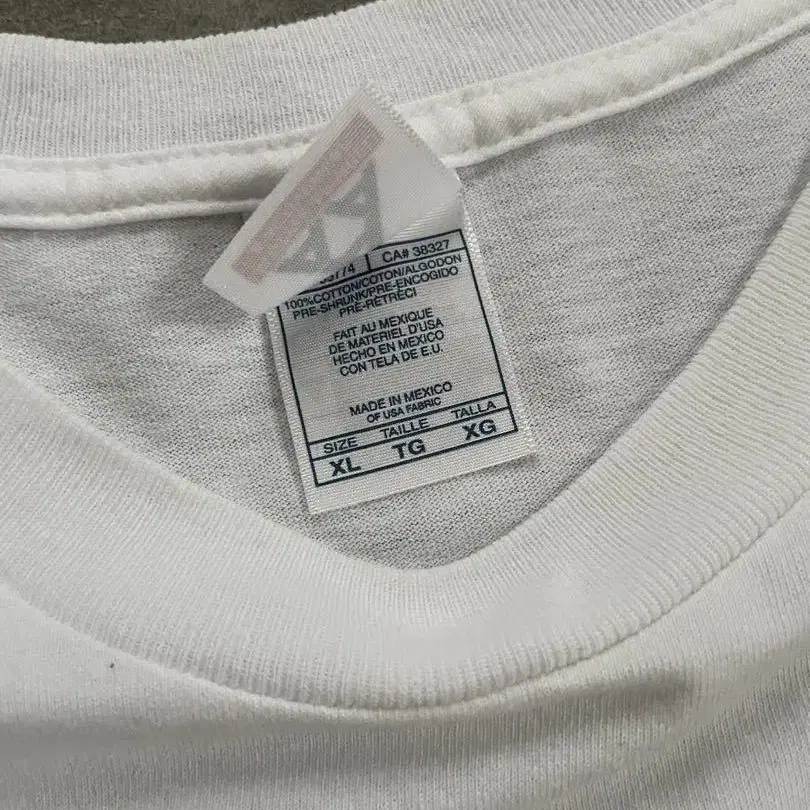 CA# 38327
100%COTTON/COTON/ALGODON
PRE-SHRUNK/PRE-ENCOGIDO
PRE-RÉTRÉCI
FAIT AU MEXIQUE
DE MATERIEL D'USA
HECHO EN MEXICO
CON TELA DE E.U.
MADE IN MEXICO
OF USA FABRIC
SIZE TAILLE TALLA
XL TG XG